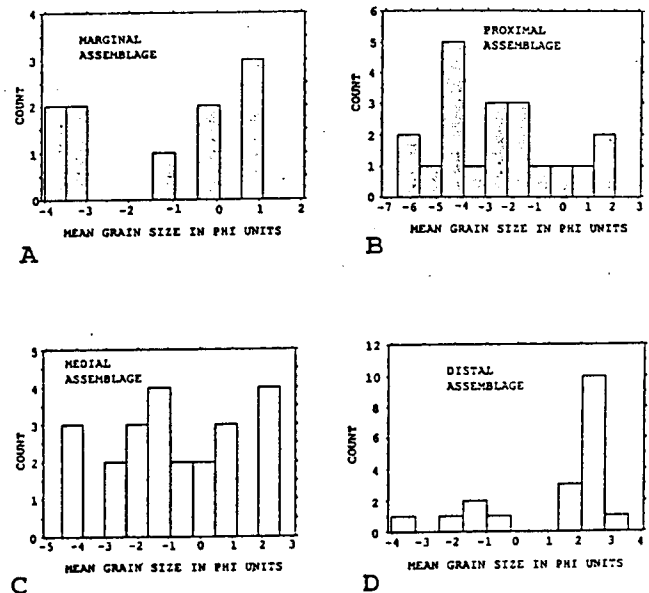 4
MARGINAL
ASSEMBLAGE
3
COUNT
2
1
0
-4 -3 -2 -1 0 1 2
MEAN GRAIN SIZE IN PHI UNITS
A
6
PROXIMAL
ASSEMBLAGE
5
4
COUNT
3
2
1
0
-7 -6 -5 -4 -3 -2 -1 0 1 2 3
MEAN GRAIN SIZE IN PHI UNITS
B
5
MEDIAL
ASSEMBLAGE
4
3
COUNT
2
1
0
-5 -4 -3 -2 -1 0 1 2 3
MEAN GRAIN SIZE IN PHI UNITS
C
12
DISTAL
ASSEMBLAGE
10
8
COUNT
6
4
2
0
-4 -3 -2 -1 0 1 2 3 4
MEAN GRAIN SIZE IN PHI UNITS
D